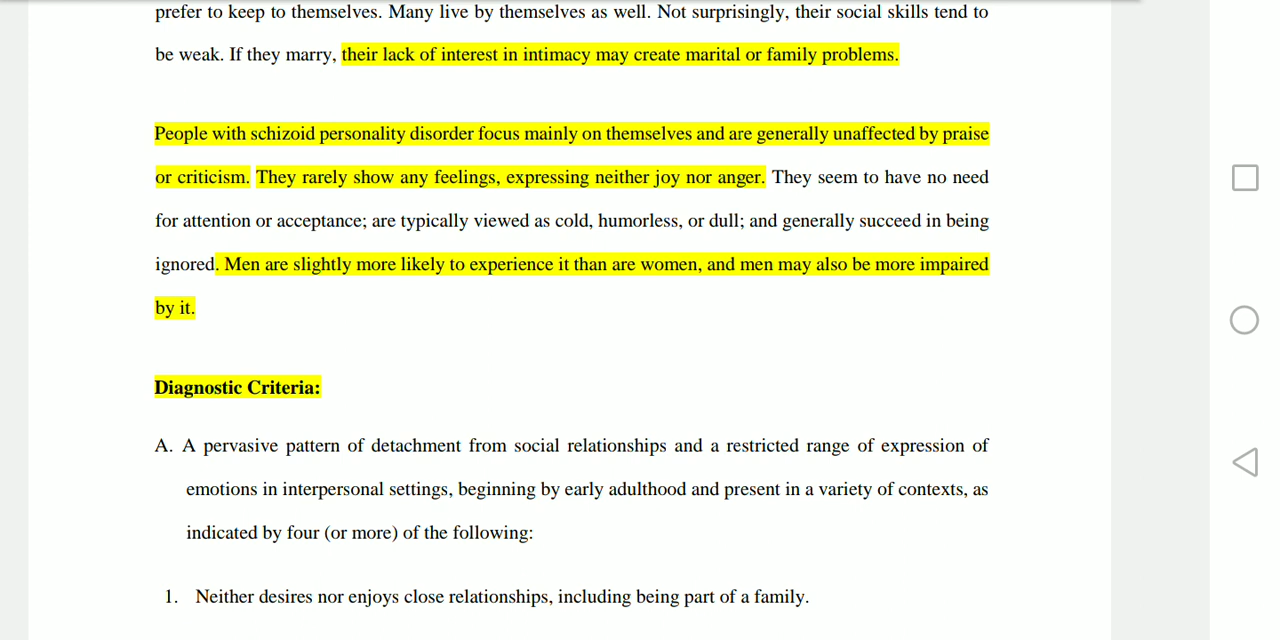 prefer to keep to themselves. Many live by themselves as well. Not surprisingly, their social skills tend to
be weak. If they marry, their lack of interest in intimacy may create marital or family problems.
People with schizoid personality disorder focus mainly on themselves and are generally unaffected by praise
or criticism. They rarely show any feelings, expressing neither joy nor anger. They seem to have no need
for attention or acceptance; are typically viewed as cold, humorless, or dull; and generally succeed in being
ignored. Men are slightly more likely to experience it than are women, and men may also be more impaired
by it.
Diagnostic Criteria:
A. A pervasive pattern of detachment from social relationships and a restricted range of expression of
emotions in interpersonal settings, beginning by early adulthood and present in a variety of contexts, as
indicated by four (or more) of the following:
1. Neither desires nor enjoys close relationships, including being part of a family.